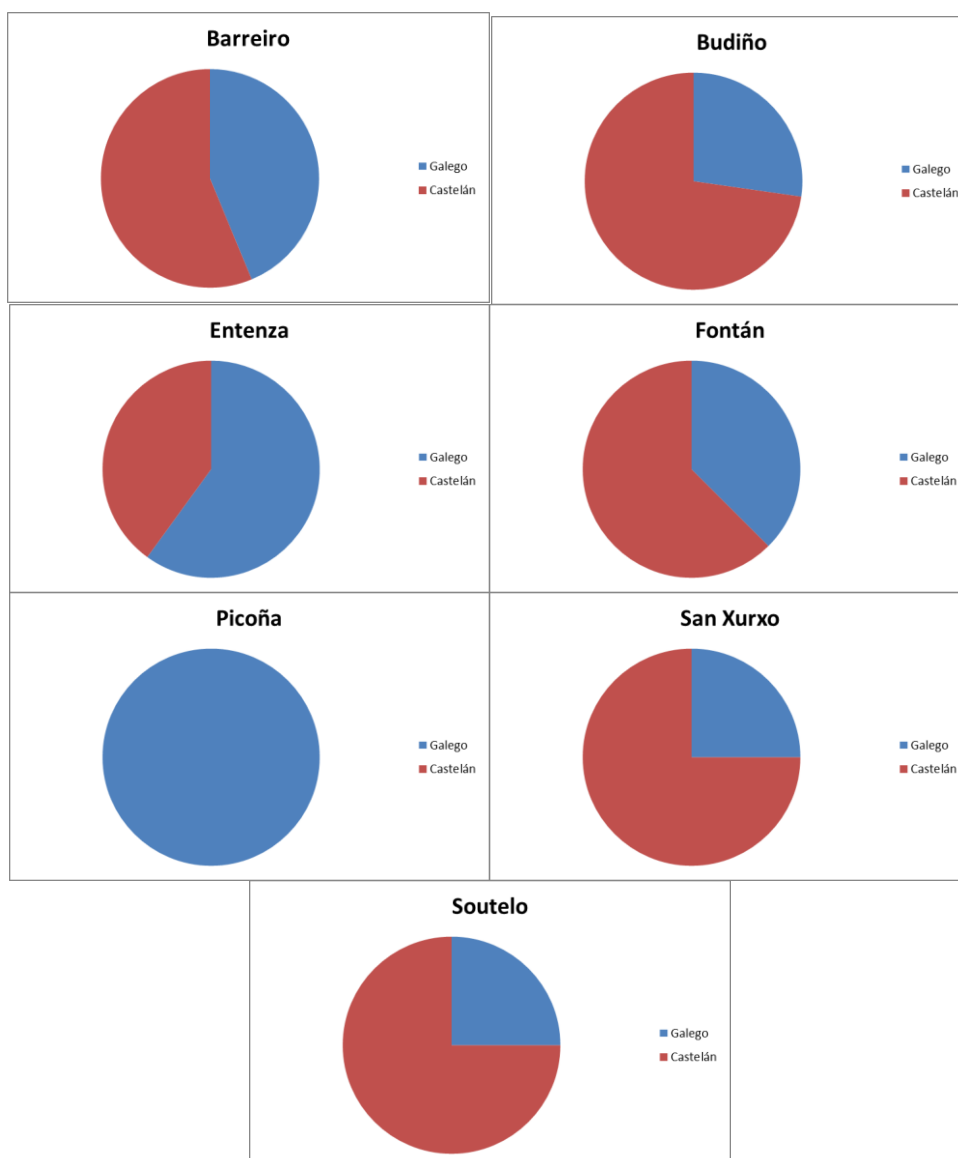 Barreiro
Galego
Castelán
Budiño
Galego
Castelán
Entenza
Galego
Castelán
Fontán
Galego
Castelán
Picoña
Galego
Castelán
San Xurxo
Galego
Castelán
Soutelo
Galego
Castelán